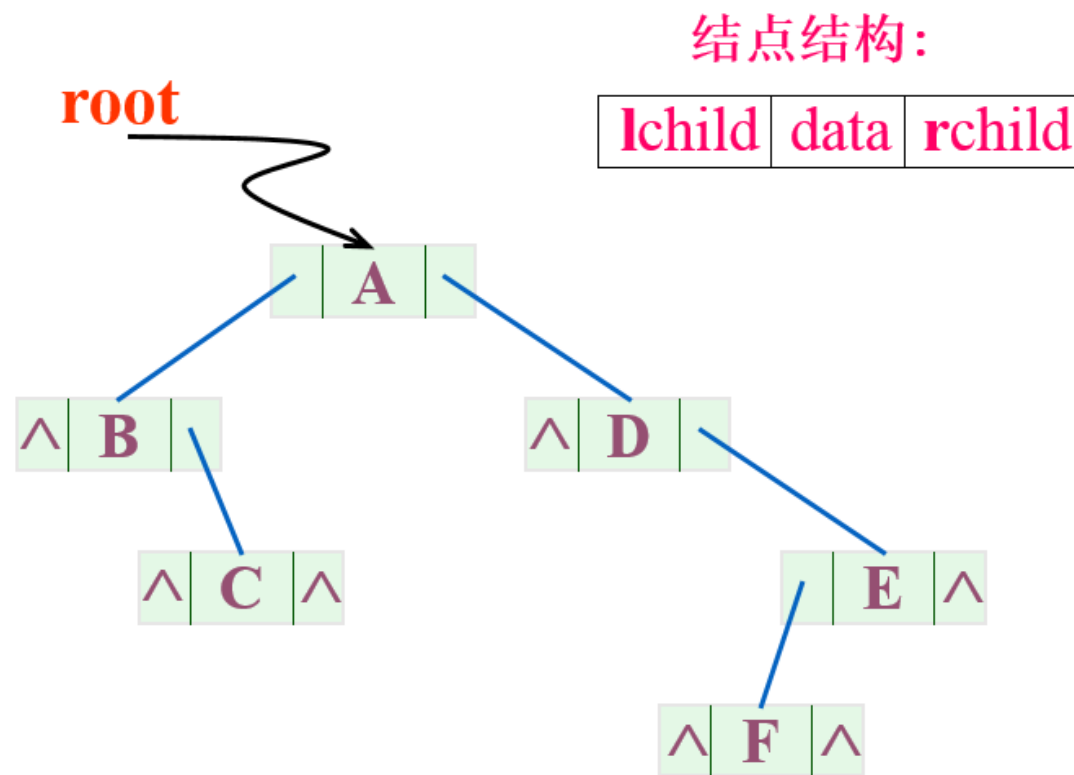 结点结构:
root
lchild data rchild
A
∧ B
∧ D
∧ C ∧
E ∧
∧ F ∧